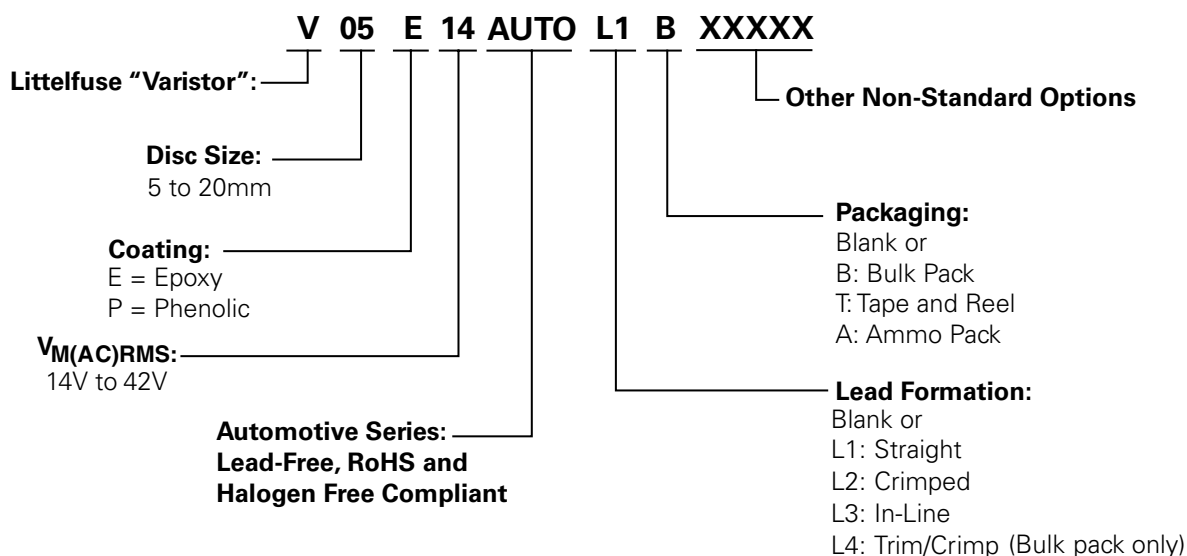 V 05 E 14 AUTO L1 B XXXXX
Littelfuse “Varistor”:
Other Non-Standard Options
Disc Size:
5 to 20mm
Coating:
E = Epoxy
P = Phenolic
VM(AC)RMS:
14V to 42V
Automotive Series:
Lead-Free, RoHS and
Halogen Free Compliant
Packaging:
Blank or
B: Bulk Pack
T: Tape and Reel
A: Ammo Pack
Lead Formation:
Blank or
L1: Straight
L2: Crimped
L3: In-Line
L4: Trim/Crimp (Bulk pack only)